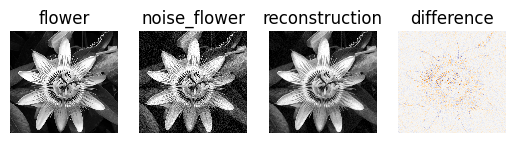 flower
noise_flower
reconstruction
difference